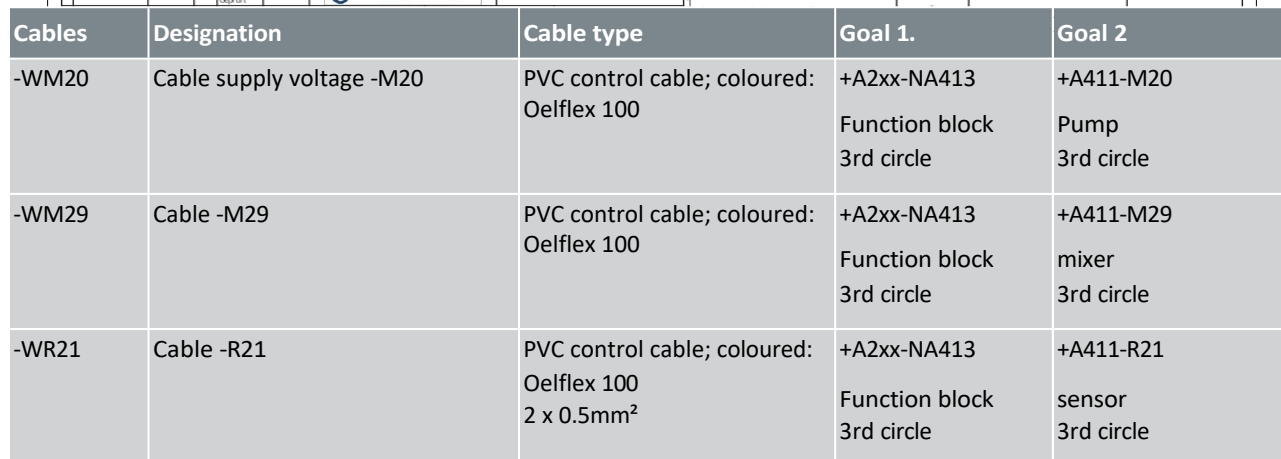 Cables Designation Cable type Goal 1. Goal 2
-WM20 Cable supply voltage -M20 PVC control cable; coloured: +A2xx-NA413 +A411-M20
Oelflex 100
Function block Pump
3rd circle 3rd circle
-WM29 Cable -M29 PVC control cable; coloured: +A2xx-NA413 +A411-M29
Oelflex 100
Function block mixer
3rd circle 3rd circle
-WR21 Cable -R21 PVC control cable; coloured: +A2xx-NA413 +A411-R21
Oelflex 100
Function block sensor
2 x 0.5mm²
3rd circle 3rd circle